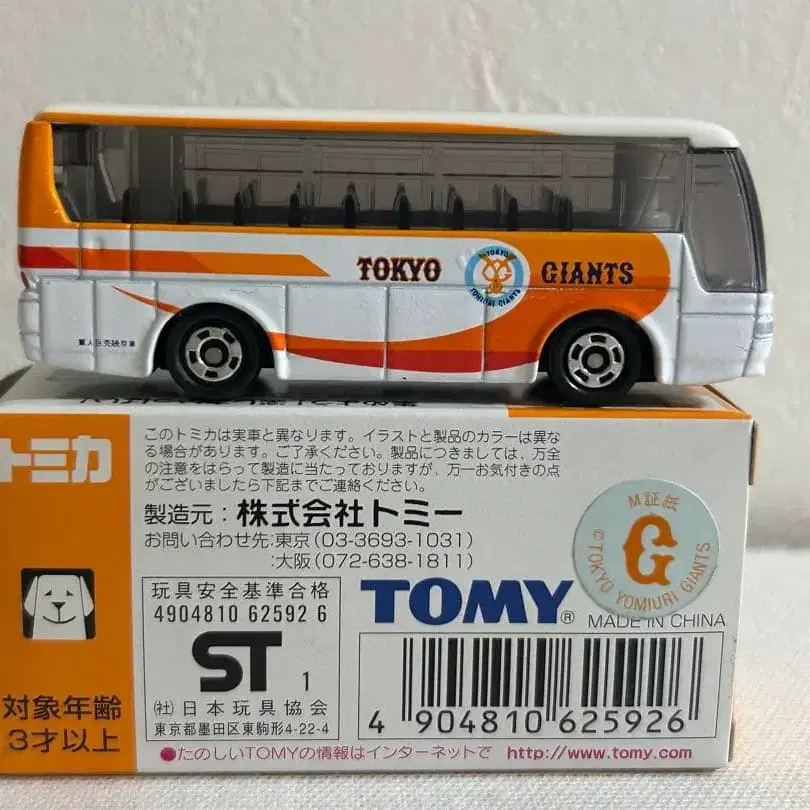 TOKYO GIANTS
TOKYO
YOMIURI GIANTS
トミカ
このトミカは実車と異なります。イラストと製品のカラーは異な
る場合があります。ご了承ください。製品につきましては、万全
の注意をはらって製造に当たっておりますが、万一お気付きの点
がございましたら下記までご連絡ください。
製造元：株式会社トミー
お問い合わせ先:東京(03-3693-1031)
:大阪(072-638-1811)
M証紙
G
©TOKYO YOMIURI GIANTS
玩具安全基準合格
4904810 62592 6
ST 1
(社)日本玩具協会
東京都墨田区東駒形4-22-4
TOMY®
MADE IN CHINA
4 904810 625926
対象年齢
3才以上
●たのしいTOMYの情報はインターネットで http://www.tomy.com